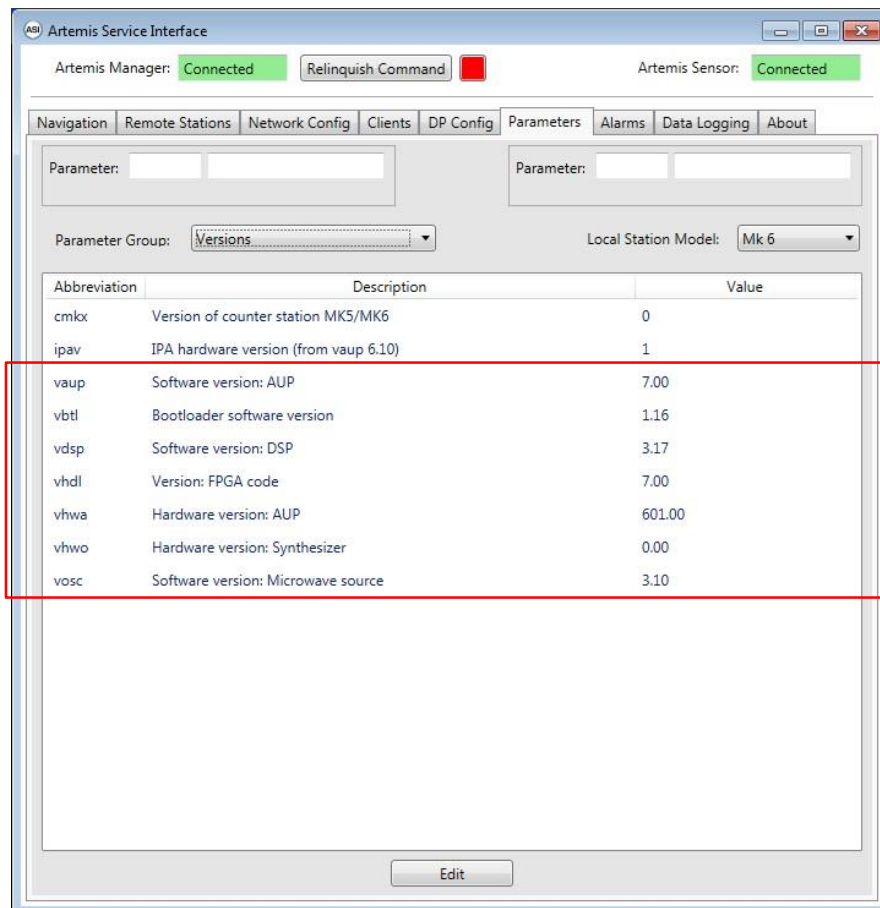 ASI Artemis Service Interface
Artemis Manager: Connected Relinquish Command Artemis Sensor: Connected
Navigation Remote Stations Network Config Clients DP Config Parameters Alarms Data Logging About
Parameter: Parameter:
Parameter Group: Versions Local Station Model: Mk 6
Abbreviation Description Value
cmkx Version of counter station MK5/MK6 0
ipav IPA hardware version (from vaup 6.10) 1
vaup Software version: AUP 7.00
vbtl Bootloader software version 1.16
vdsp Software version: DSP 3.17
vhdl Version: FPGA code 7.00
vhwa Hardware version: AUP 601.00
vhwo Hardware version: Synthesizer 0.00
vosc Software version: Microwave source 3.10
Edit